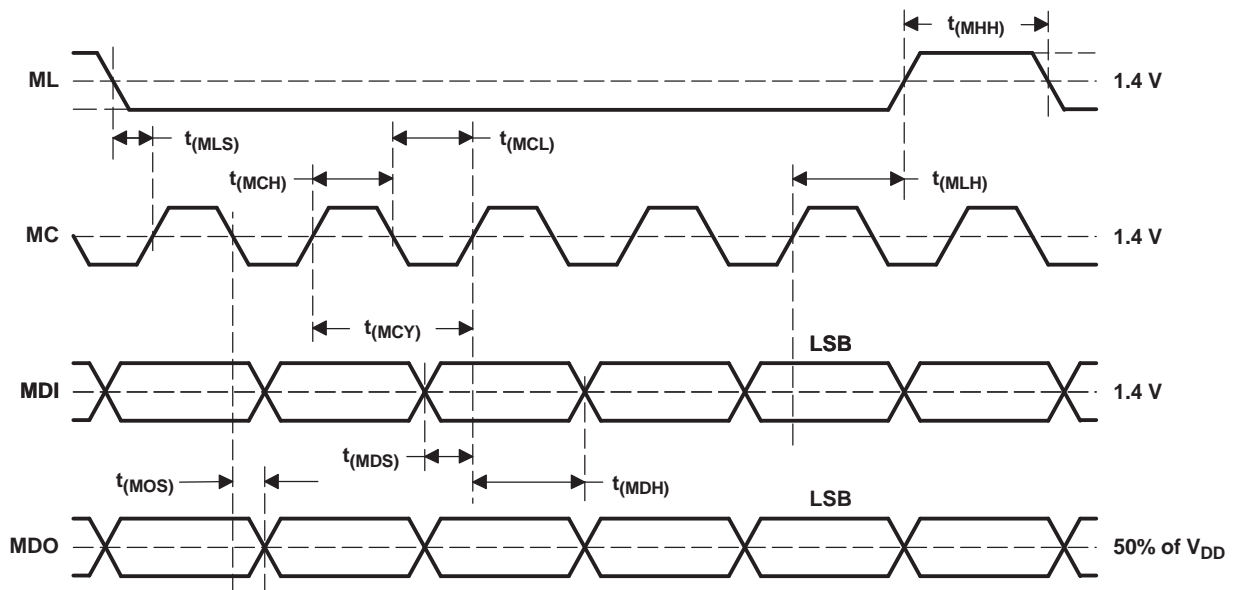 t(MHH)
ML
1.4 V
t(MLS)
t(MCL)
t(MCH)
t(MLH)
MC
1.4 V
t(MCY)
LSB
MDI
1.4 V
t(MDS)
t(MOS)
t(MDH)
LSB
MDO
50% of VDD